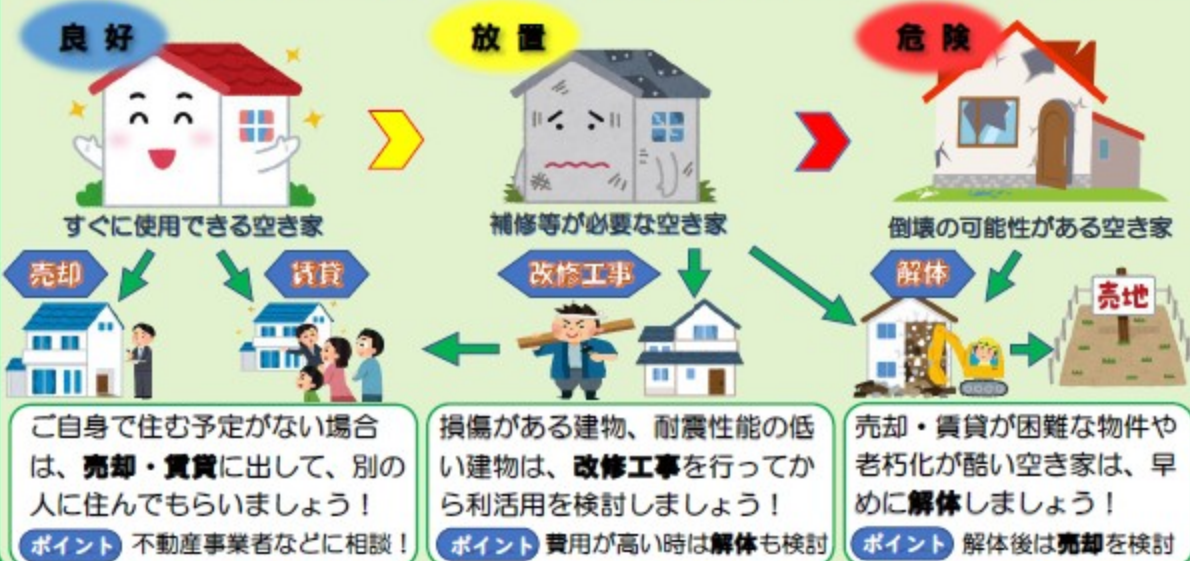 良好
放置
危険
すぐに使用できる空き家
補修等が必要な空き家
倒壊の可能性がある空き家
売却
賃貸
改修工事
解体
売地
ご自身で住む予定がない場合
は、売却・賃貸に出して、別の
人に住んでもらいましょう！
ポイント 不動産事業者などに相談！
損傷がある建物、耐震性能の低
い建物は、改修工事を行ってか
ら利活用を検討しましょう！
ポイント 費用が高い時は解体も検討
売却・賃貸が困難な物件や
老朽化が酷い空き家は、早
めに解体しましょう！
ポイント 解体後は売却を検討